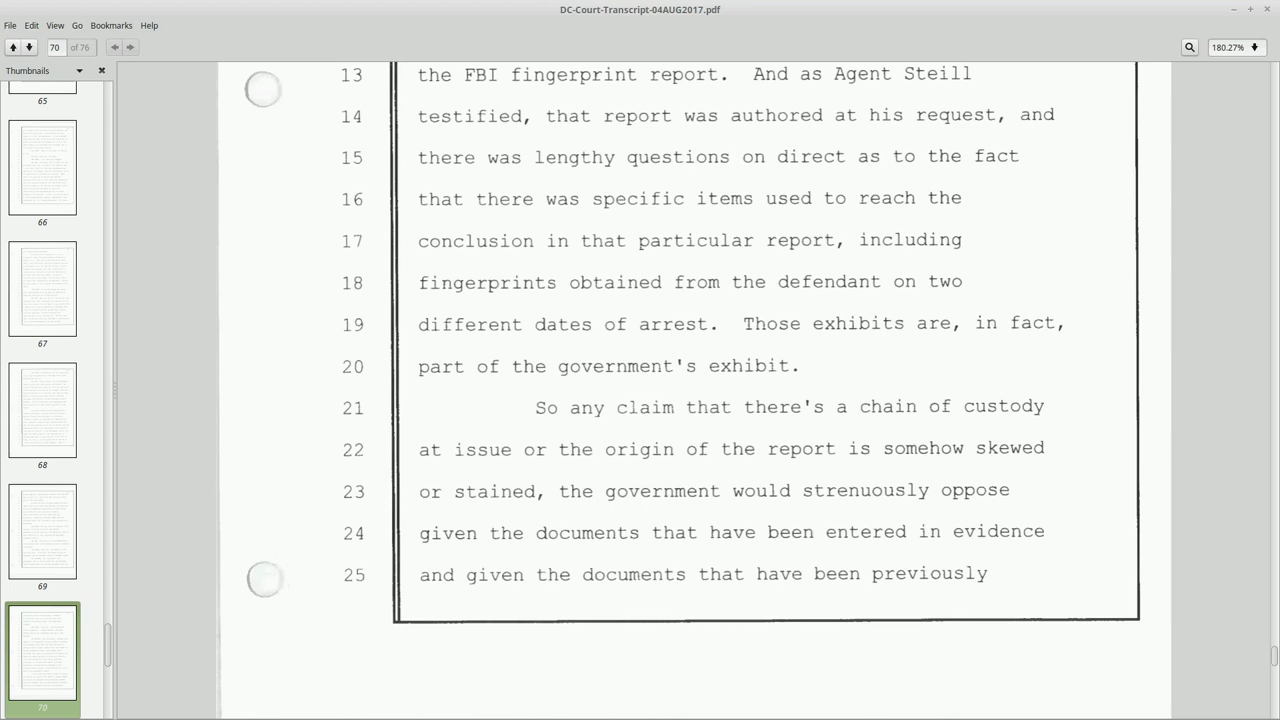 DC-Court-Transcript-04AUG2017.pdf
File Edit View Go Bookmarks Help
70 of 76
180.27%
Thumbnails
65
66
67
68
69
70
13 the FBI fingerprint report. And as Agent Steill
14 testified, that report was authored at his request, and
15 there was lengthy questions on direct as to the fact
16 that there was specific items used to reach the
17 conclusion in that particular report, including
18 fingerprints obtained from the defendant on two
19 different dates of arrest. Those exhibits are, in fact,
20 part of the government's exhibit.
21 So any claim that there's a chain of custody
22 at issue or the origin of the report is somehow skewed
23 or stained, the government would strenuously oppose
24 given the documents that have been entered in evidence
25 and given the documents that have been previously